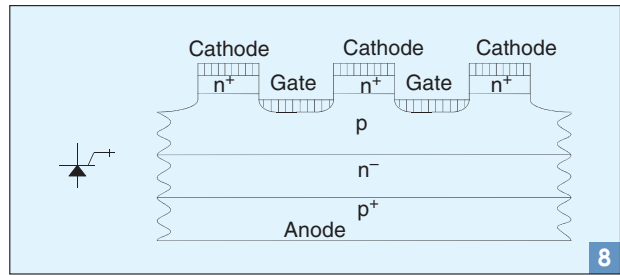 Cathode Cathode Cathode
n+ Gate n+ Gate n+
p
n−
p+
Anode
8